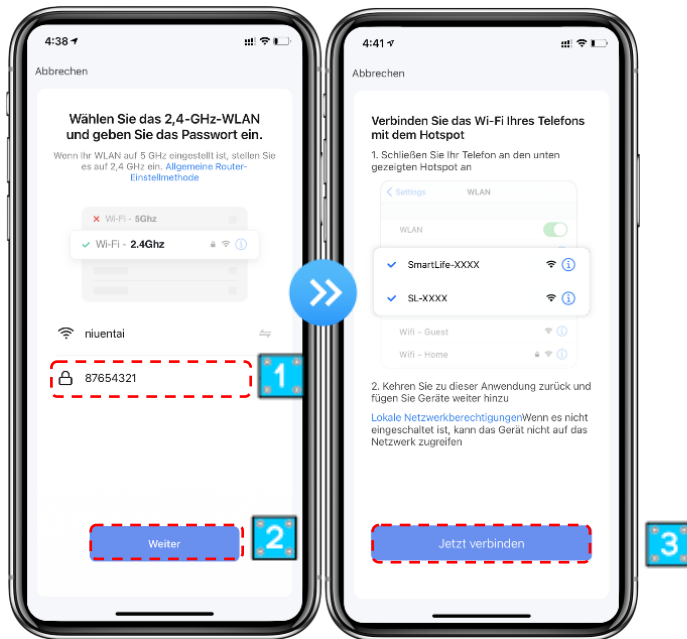 4:38
Abbrechen
Wählen Sie das 2,4-GHz-WLAN
und geben Sie das Passwort ein.
Wenn Ihr WLAN auf 5 GHz eingestellt ist, stellen Sie
es auf 2,4 GHz ein. Allgemeine Router-
Einstellmethode
Wi-Fi - 5Ghz
Wi-Fi - 2.4Ghz
niuentai
87654321
1
Weiter
2
4:41
Abbrechen
Verbinden Sie das Wi-Fi Ihres Telefons
mit dem Hotspot
1. Schließen Sie Ihr Telefon an den unten
gezeigten Hotspot an
Settings WLAN
WLAN
SmartLife-XXXX
SL-XXXX
Wifi - Guest
Wifi - Home
2. Kehren Sie zu dieser Anwendung zurück und
fügen Sie Geräte weiter hinzu
Lokale NetzwerkberechtigungenWenn es nicht
eingeschaltet ist, kann das Gerät nicht auf das
Netzwerk zugreifen
Jetzt verbinden
3